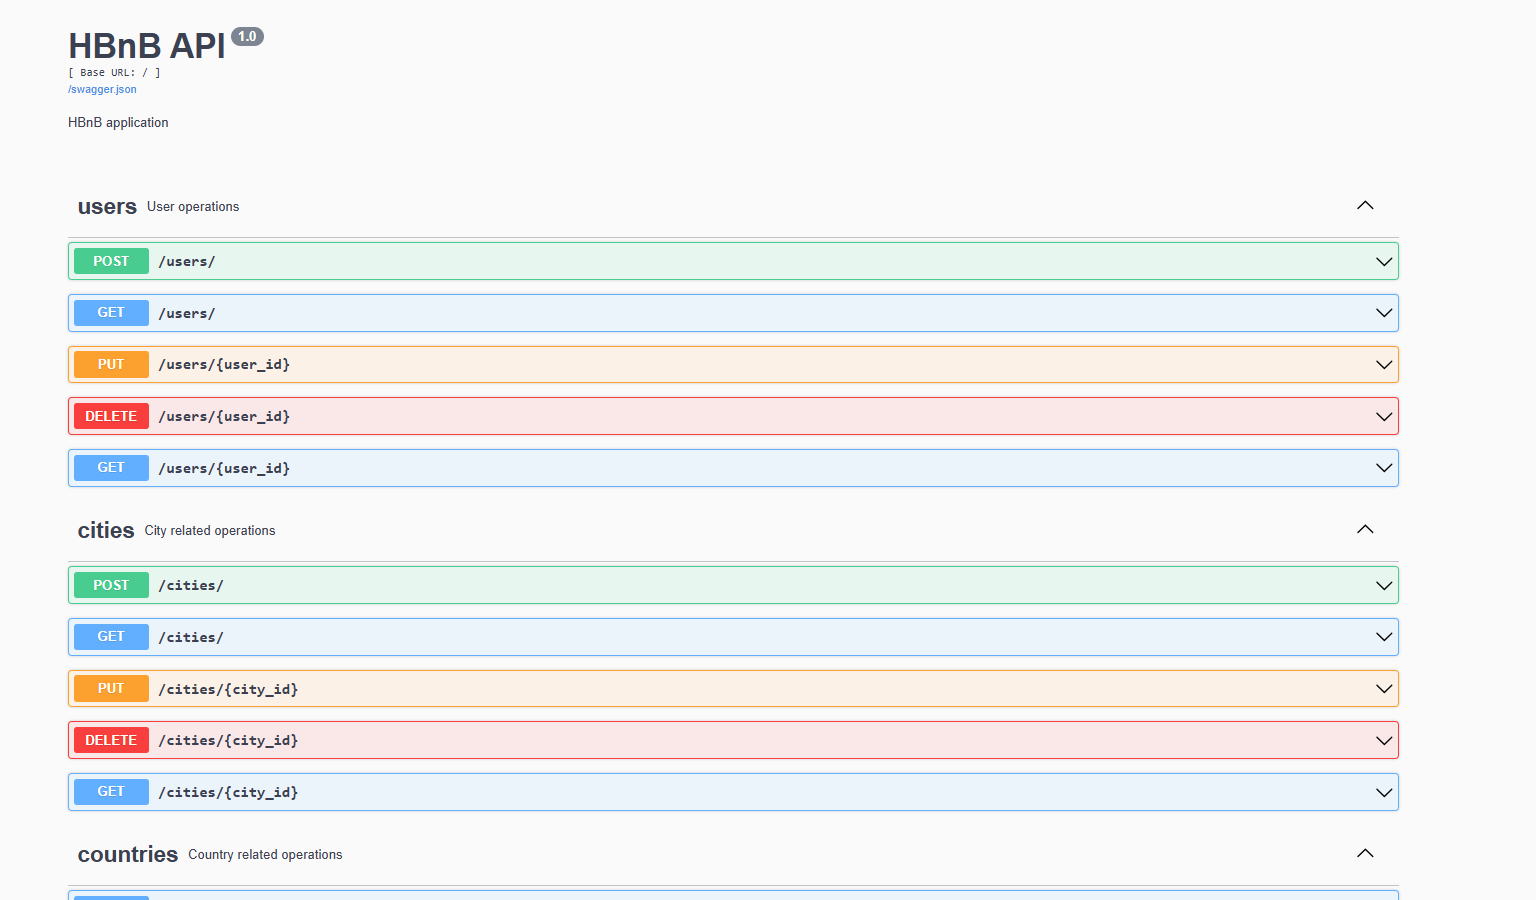 HBnB API 1.0
[ Base URL: / ]
/swagger.json
HBnB application
users User operations
POST /users/
GET /users/
PUT /users/{user_id}
DELETE /users/{user_id}
GET /users/{user_id}
cities City related operations
POST /cities/
GET /cities/
PUT /cities/{city_id}
DELETE /cities/{city_id}
GET /cities/{city_id}
countries Country related operations